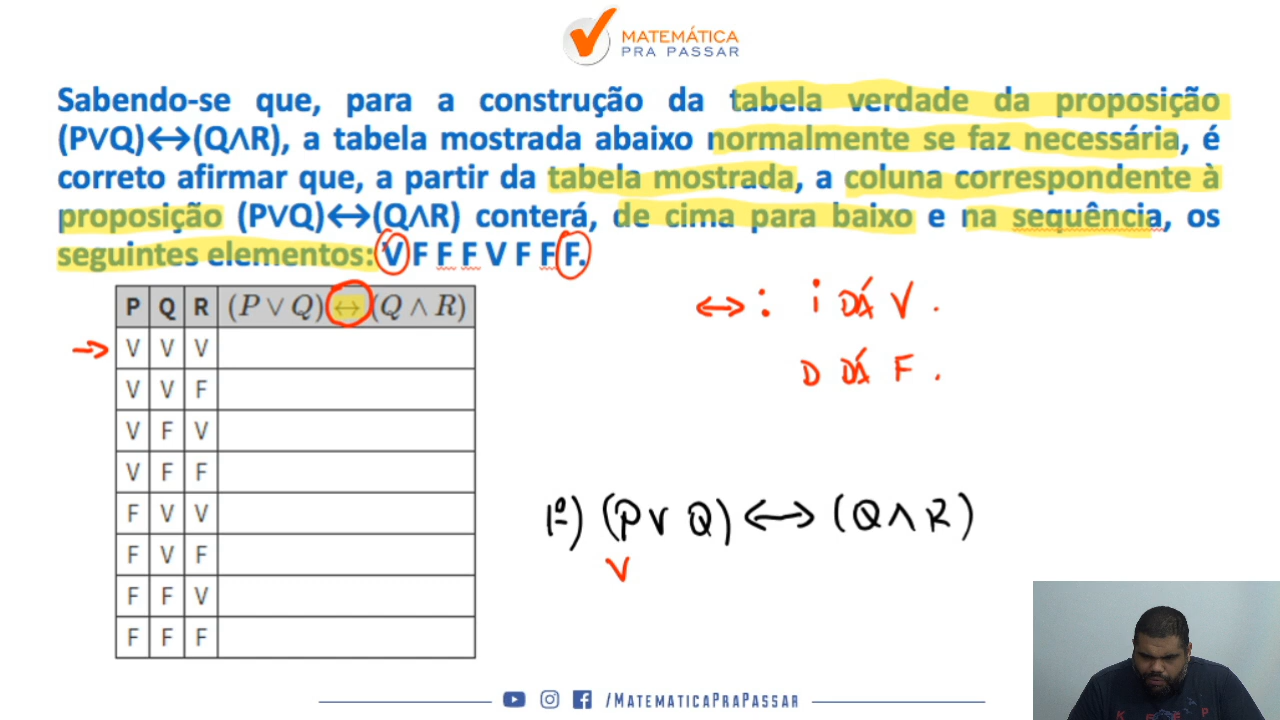 MATEMÁTICA
PRA PASSAR
Sabendo-se que, para a construção da tabela verdade da proposição
(P∨Q)↔(Q∧R), a tabela mostrada abaixo normalmente se faz necessária, é
correto afirmar que, a partir da tabela mostrada, a coluna correspondente à
proposição (P∨Q)↔(Q∧R) conterá, de cima para baixo e na sequência, os
seguintes elementos: V F F F V F F F.
P Q R (P ∨ Q) ↔ (Q ∧ R)
V V V
V V F
V F V
V F F
F V V
F V F
F F V
F F F
↔ : i DÁ V.
D DÁ F.
1º) (P ∨ Q) ↔ (Q ∧ R)
V
/MATEMATICAPRAPASSAR